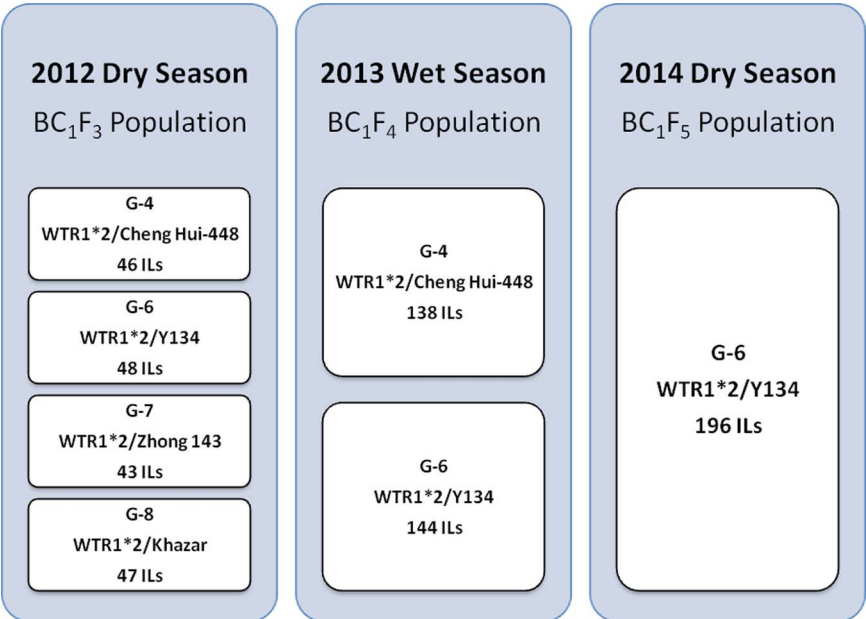 2012 Dry Season
BC₁F₃ Population
G-4
WTR1*2/Cheng Hui-448
46 ILs
G-6
WTR1*2/Y134
48 ILs
G-7
WTR1*2/Zhong 143
43 ILs
G-8
WTR1*2/Khazar
47 ILs
2013 Wet Season
BC₁F₄ Population
G-4
WTR1*2/Cheng Hui-448
138 ILs
G-6
WTR1*2/Y134
144 ILs
2014 Dry Season
BC₁F₅ Population
G-6
WTR1*2/Y134
196 ILs